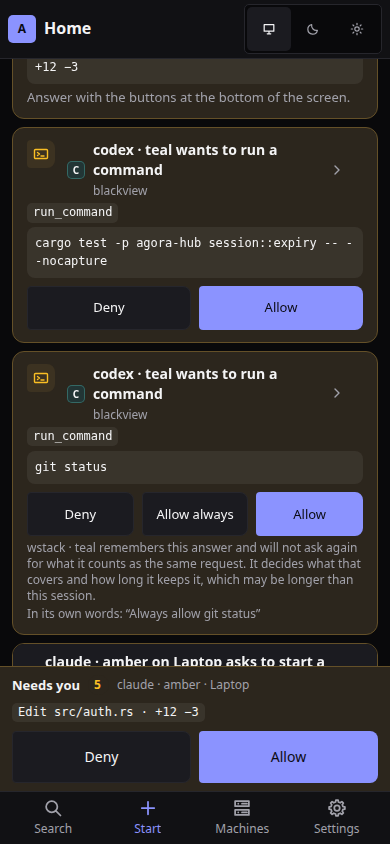 A Home
+12 −3
Answer with the buttons at the bottom of the screen.
codex · teal wants to run a
C command
blackview
run_command
cargo test -p agora-hub session::expiry -- -
-nocapture
Deny Allow
codex · teal wants to run a
C command
blackview
run_command
git status
Deny Allow always Allow
wstack · teal remembers this answer and will not ask again
for what it counts as the same request. It decides what that
covers and how long it keeps it, which may be longer than
this session.
In its own words: “Always allow git status”
claude · amber on Laptop asks to start a
Needs you 5 claude · amber · Laptop
Edit src/auth.rs · +12 −3
Deny Allow
Search Start Machines Settings